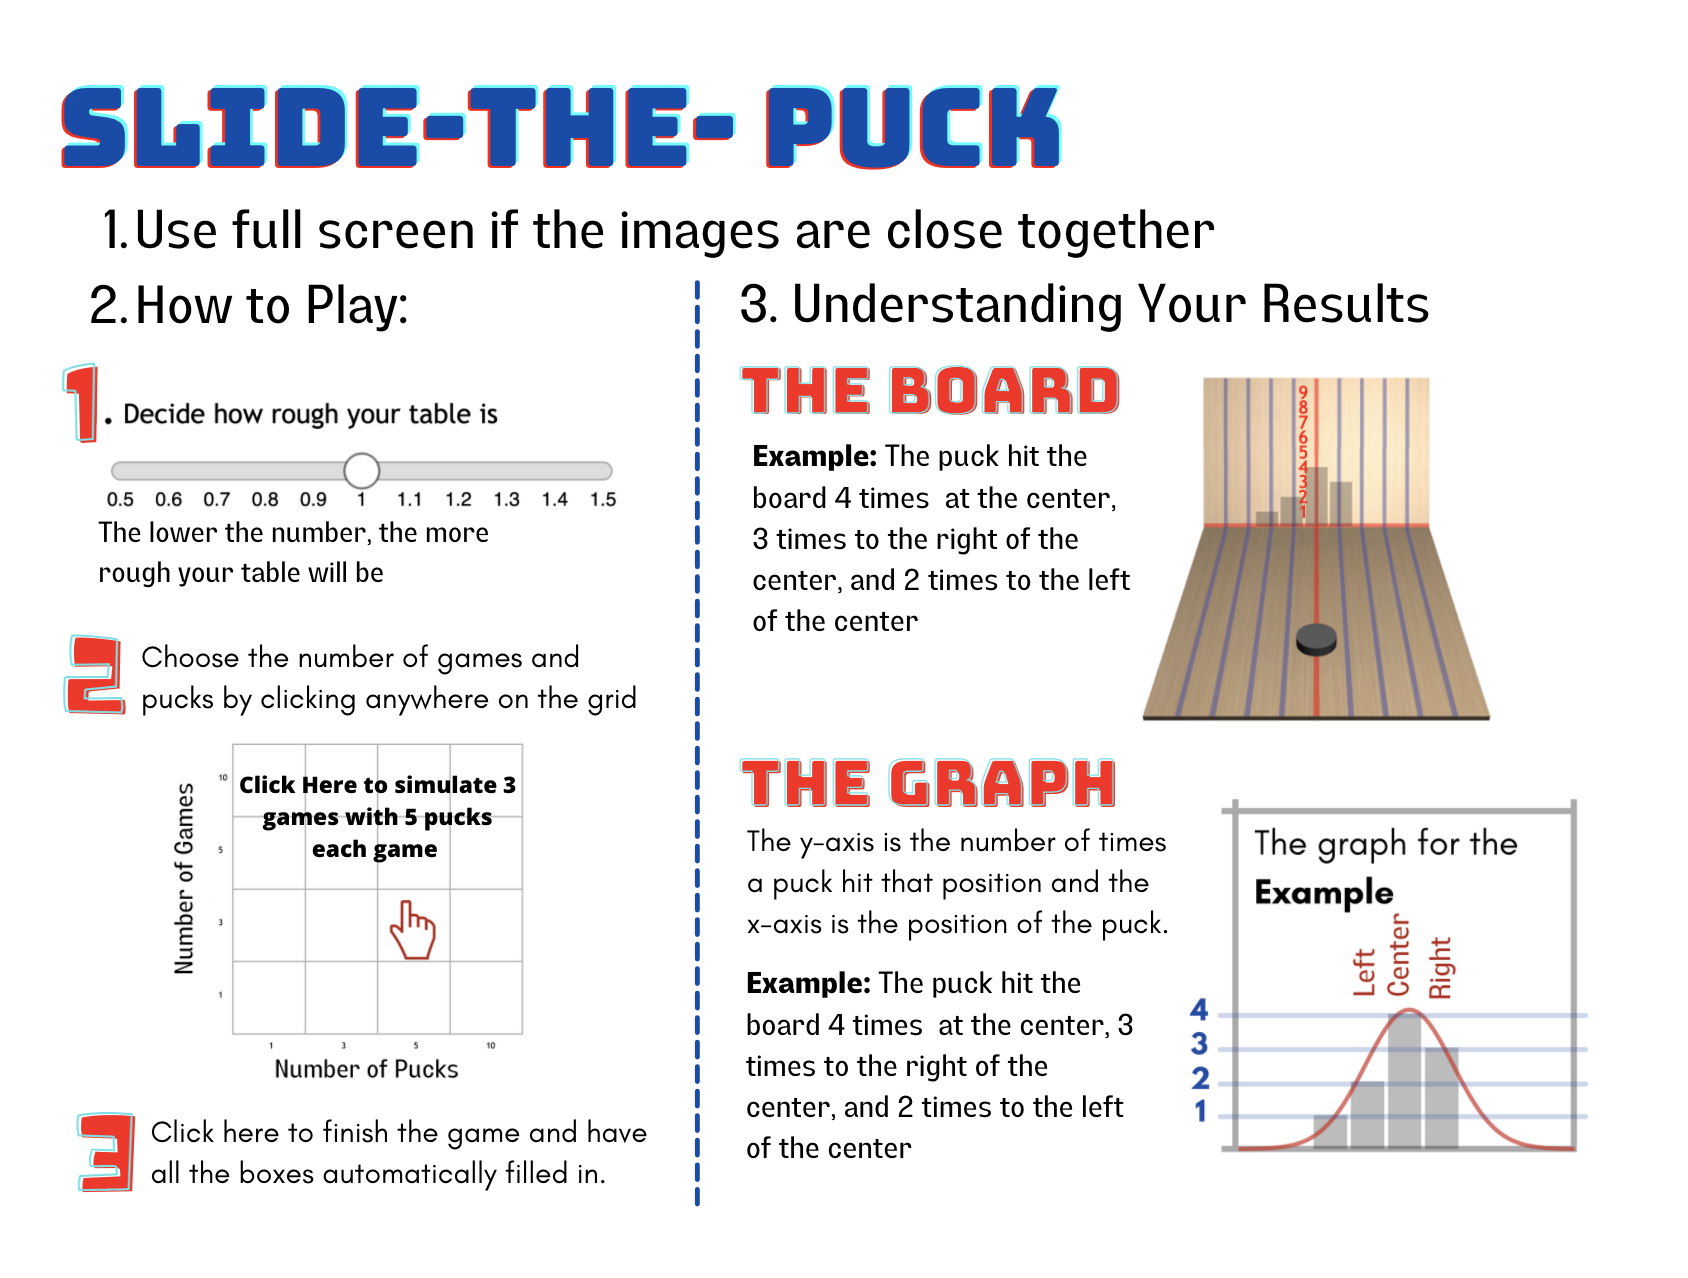 SLIDE-THE- PUCK
1. Use full screen if the images are close together
2. How to Play:
1. Decide how rough your table is
0.5 0.6 0.7 0.8 0.9 1 1.1 1.2 1.3 1.4 1.5
The lower the number, the more
rough your table will be
2 Choose the number of games and
pucks by clicking anywhere on the grid
Number of Games
10
5
3
1
Click Here to simulate 3
games with 5 pucks
each game
1 3 5 10
Number of Pucks
3 Click here to finish the game and have
all the boxes automatically filled in.
3. Understanding Your Results
THE BOARD
Example: The puck hit the
board 4 times at the center,
3 times to the right of the
center, and 2 times to the left
of the center
9
8
7
6
5
4
3
2
1
THE GRAPH
The y-axis is the number of times
a puck hit that position and the
x-axis is the position of the puck.
Example: The puck hit the
board 4 times at the center, 3
times to the right of the
center, and 2 times to the left
of the center
The graph for the
Example
Left
Center
Right
4
3
2
1